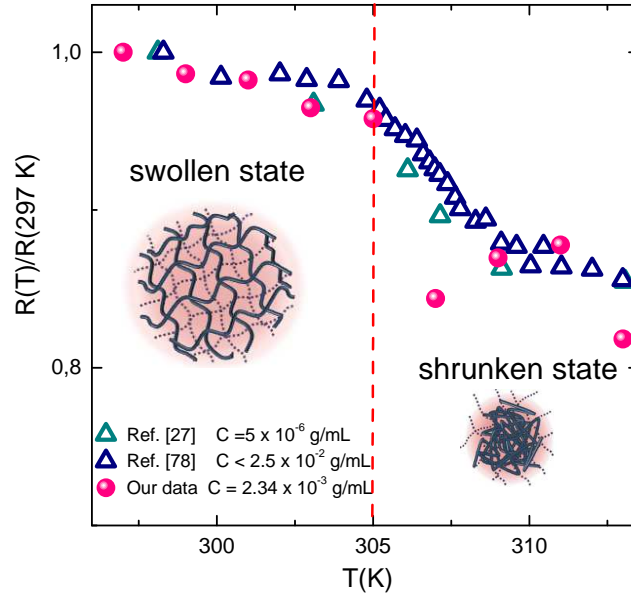 1,0
0,8
R(T)/R(297 K)
swollen state
shrunken state
Ref. [27] C =5 x 10⁻⁶ g/mL
Ref. [78] C < 2.5 x 10⁻² g/mL
Our data C = 2.34 x 10⁻³ g/mL
300 305 310
T(K)